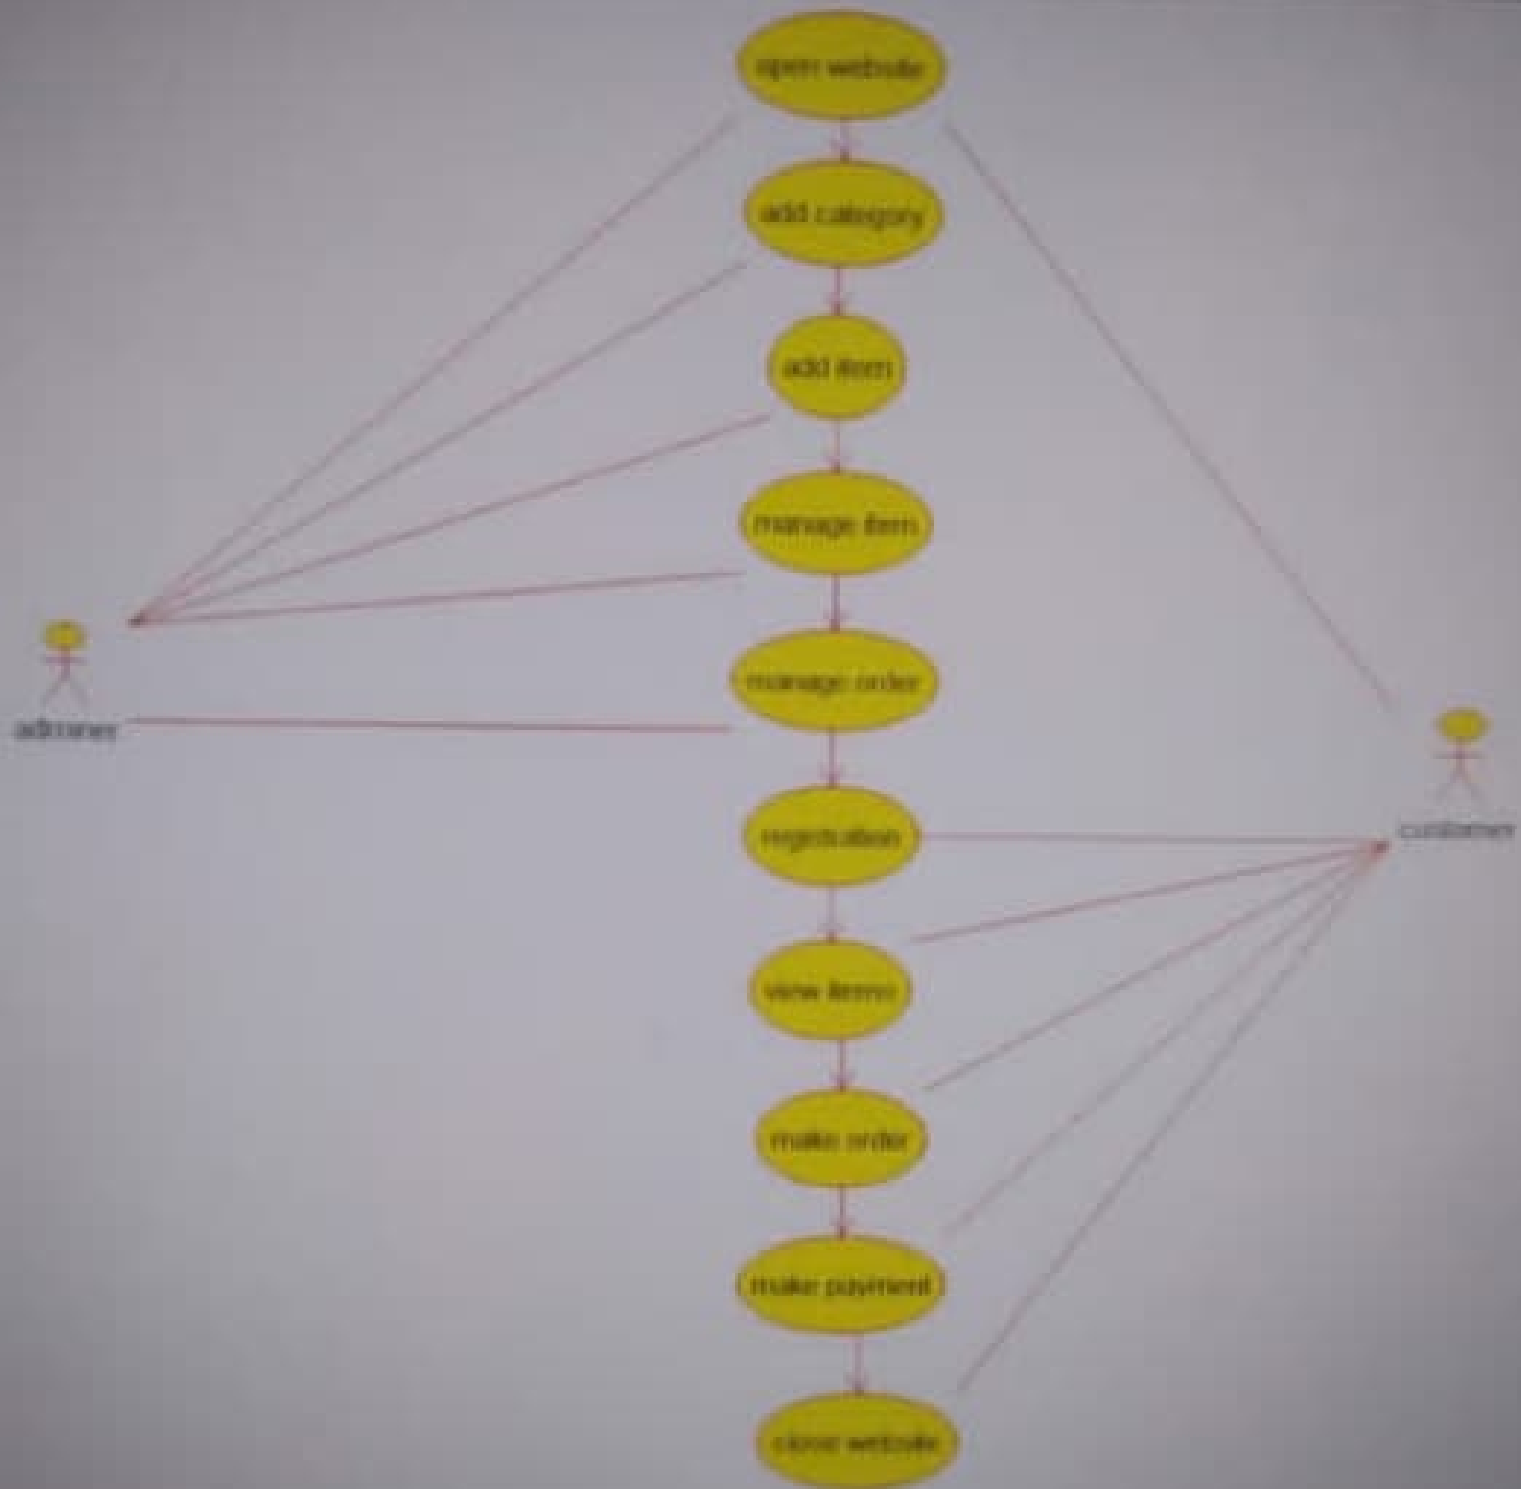 open website
add category
add item
manage item
manage order
adminer
customer
registration
view items
make order
make payment
close website